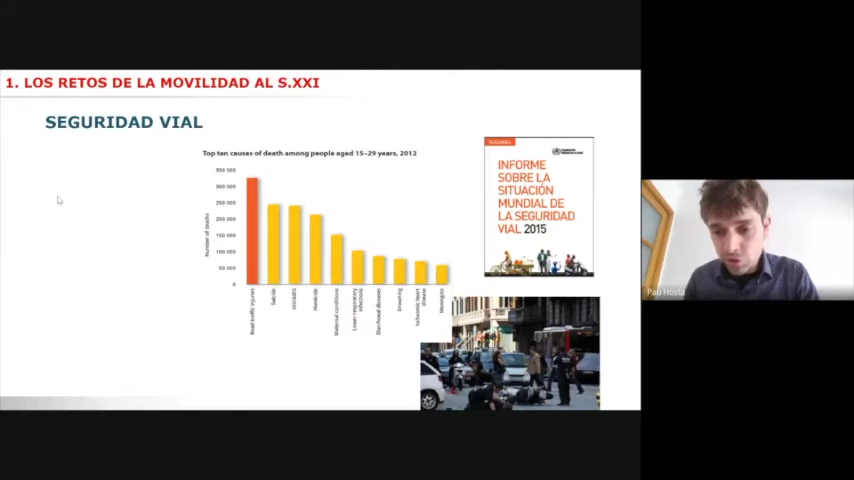 1. LOS RETOS DE LA MOVILIDAD AL S.XXI
SEGURIDAD VIAL
Top ten causes of death among people aged 15–29 years, 2012
Number of deaths
350 000
300 000
250 000
200 000
150 000
100 000
50 000
0
Road traffic injuries
Suicide
HIV/AIDS
Homicide
Maternal conditions
Lower respiratory
infections
Diarrhoeal diseases
Drowning
Ischaemic heart
disease
Meningitis
RESUMEN
INFORME
SOBRE LA
SITUACIÓN
MUNDIAL DE
LA SEGURIDAD
VIAL 2015
Pau Hosta